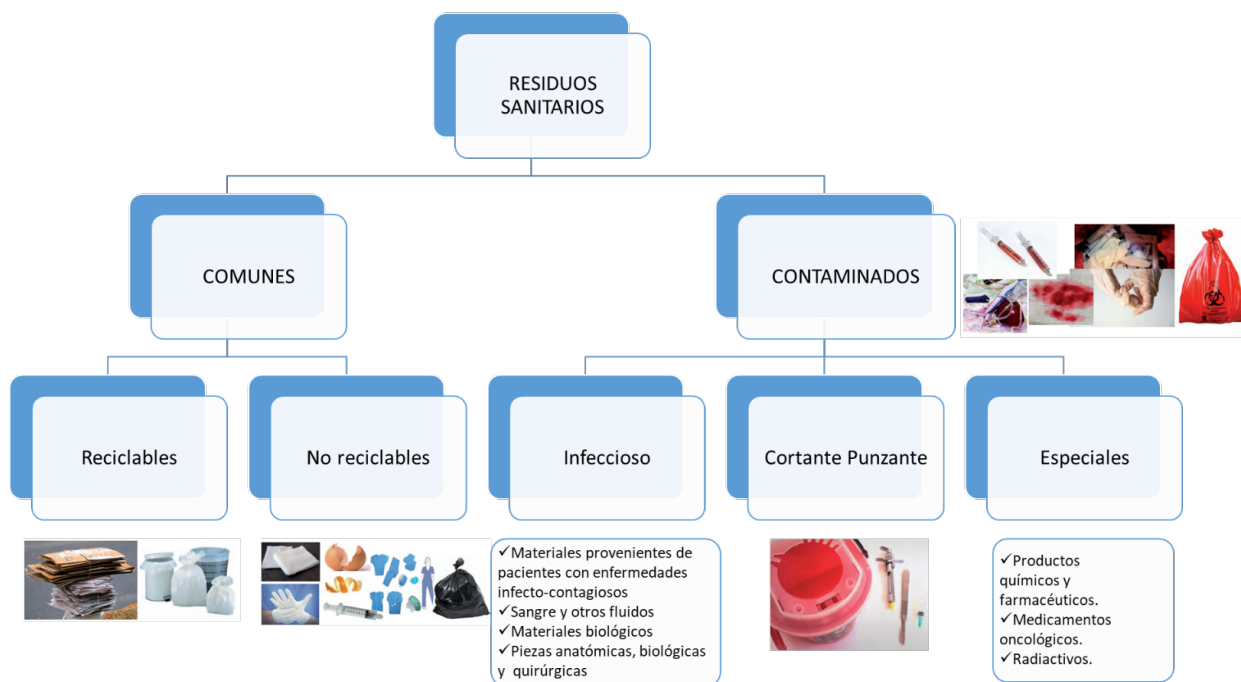 RESIDUOS
SANITARIOS
COMUNES
CONTAMINADOS
Reciclables
No reciclables
Infeccioso
Cortante Punzante
Especiales
✓Materiales provenientes de
pacientes con enfermedades
infecto-contagiosos
✓Sangre y otros fluidos
✓Materiales biológicos
✓Piezas anatómicas, biológicas
y quirúrgicas
✓Productos
químicos y
farmacéuticos.
✓Medicamentos
oncológicos.
✓Radiactivos.